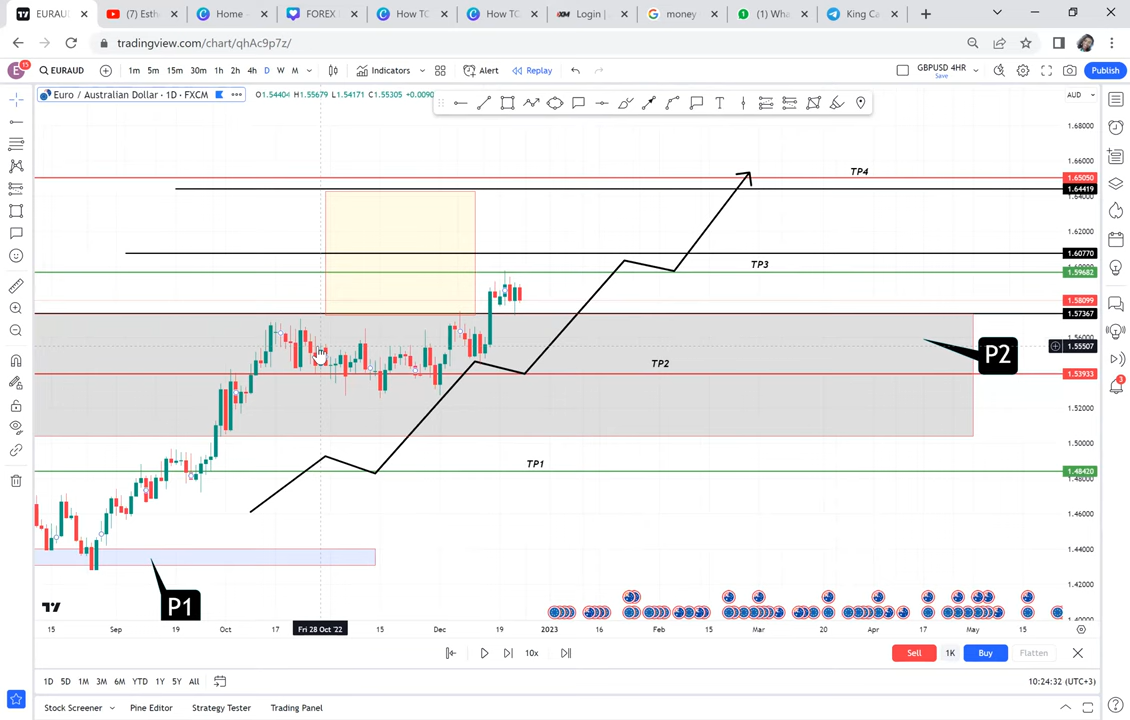 EURAU
(7) Esth
Home -
FOREX
How TC
How TC
XM
Login |
money
(1) Wha
King Ca
tradingview.com/chart/qhAc9p7z/
E
15
EURAUD
1m 5m 15m 30m 1h 2h 4h D W M
Indicators
Alert
Replay
GBPUSD 4HR
Save
Publish
Euro / Australian Dollar · 1D · FXCM
O1.54404 H1.55679 L1.54171 C1.55305 +0.0090
AUD
1.68000
1.66000
TP4
1.65050
1.64419
1.62000
1.60770
TP3
1.59682
1.58099
1.57367
1.55507
P2
TP2
1.53933
1.52000
1.50000
TP1
1.48420
1.46000
1.44000
1.42000
P1
15 Sep 19 Oct 17 Fri 28 Oct '22 15 Dec 19 2023 16 Feb 15 Mar 20 Apr 17 May 15
10x
Sell
1K
Buy
Flatten
1D 5D 1M 3M 6M YTD 1Y 5Y All
10:24:32 (UTC+3)
Stock Screener
Pine Editor
Strategy Tester
Trading Panel
3